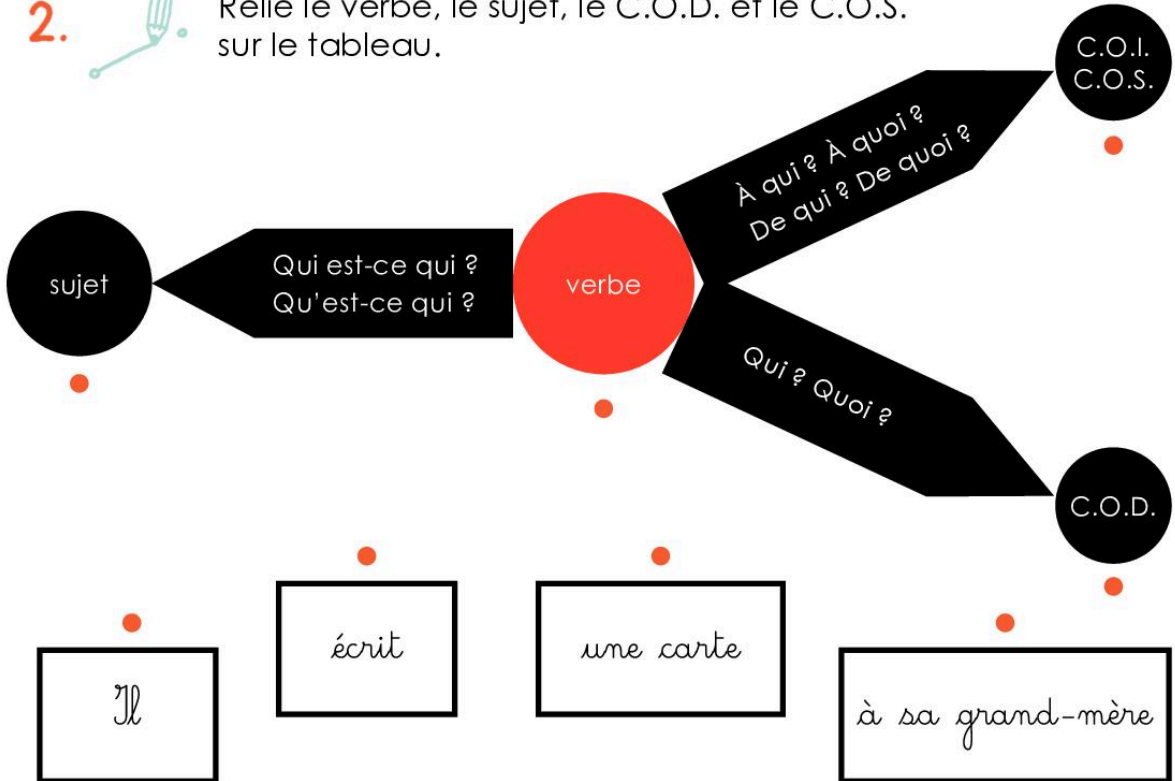 2.
Relie le verbe, le sujet, le C.O.D. et le C.O.S.
sur le tableau.
C.O.I.
C.O.S.
À qui ? À quoi ?
De qui ? De quoi ?
sujet
Qui est-ce qui ?
Qu'est-ce qui ?
verbe
Qui ? Quoi ?
C.O.D.
Il
écrit
une carte
à sa grand-mère